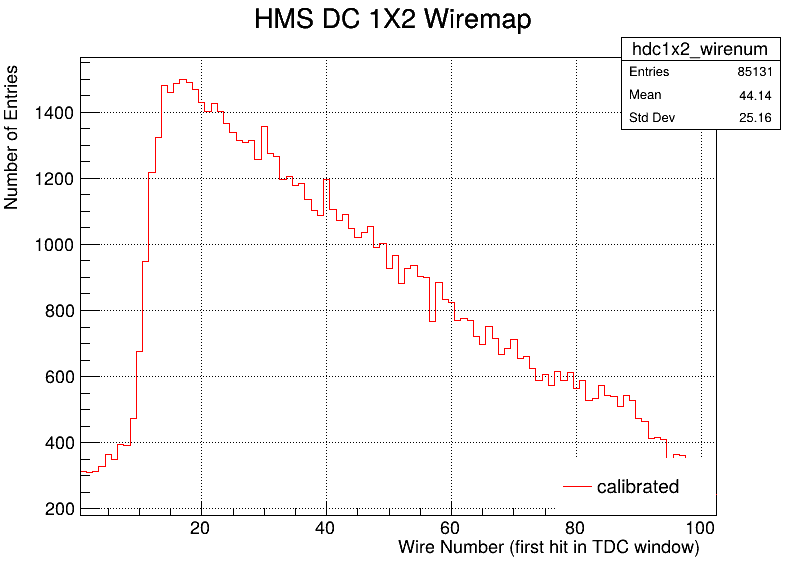 HMS DC 1X2 Wiremap
hdc1x2_wirenum
Entries 85131
Mean 44.14
Std Dev 25.16
Number of Entries
1400
1200
1000
800
600
400
200
calibrated
20 40 60 80 100
Wire Number (first hit in TDC window)